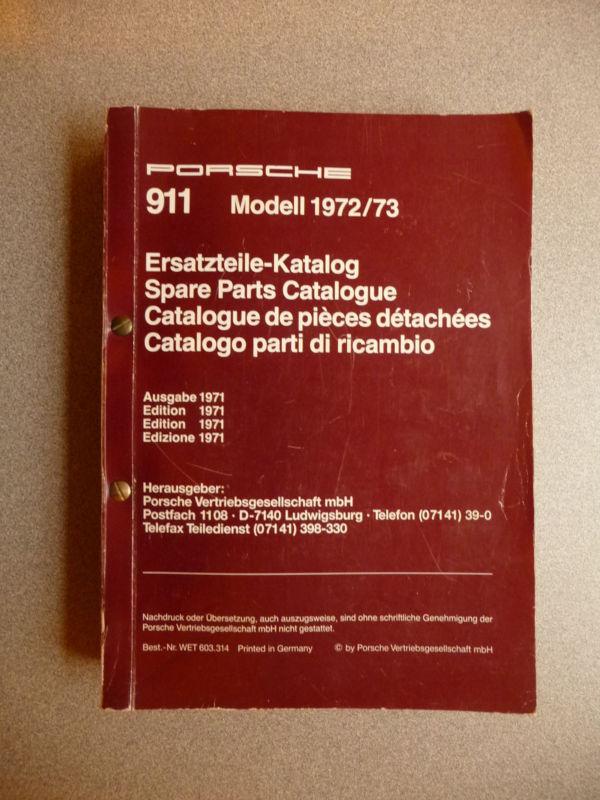 PORSCHE
911 Modell 1972/73
Ersatzteile-Katalog
Spare Parts Catalogue
Catalogue de pièces détachées
Catalogo parti di ricambio
Ausgabe 1971
Edition 1971
Edition 1971
Edizione 1971
Herausgeber:
Porsche Vertriebsgesellschaft mbH
Postfach 1108 · D-7140 Ludwigsburg · Telefon (07141) 39-0
Telefax Teiledienst (07141) 398-330
Nachdruck oder Übersetzung, auch auszugsweise, sind ohne schriftliche Genehmigung der
Porsche Vertriebsgesellschaft mbH nicht gestattet.
Best.-Nr. WET 603.314 Printed in Germany © by Porsche Vertriebsgesellschaft mbH